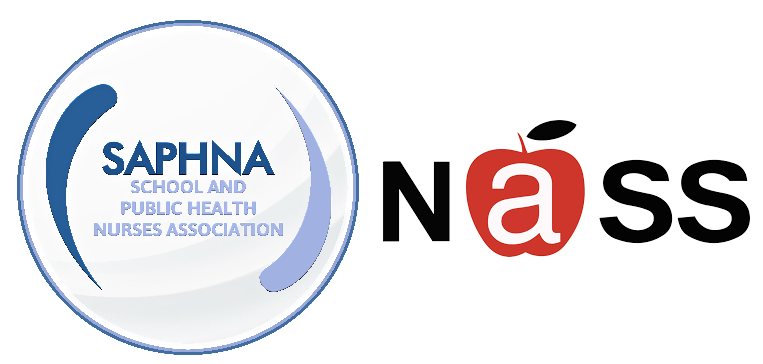 SAPHNA
SCHOOL AND
PUBLIC HEALTH
NURSES ASSOCIATION
NaSS